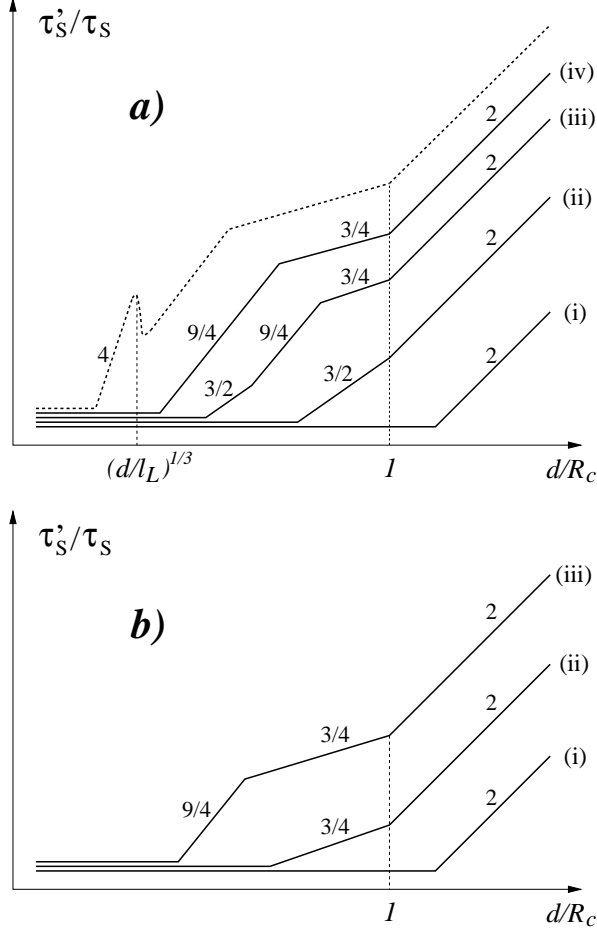 τ's/τs
a)
(iv)
2
(iii)
2
3/4
(ii)
2
3/4
2
9/4
9/4
(i)
4
3/2
3/2
2
(d/lL)^1/3
1
d/Rc
τ's/τs
b)
(iii)
2
(ii)
3/4
2
(i)
9/4
3/4
2
1
d/Rc